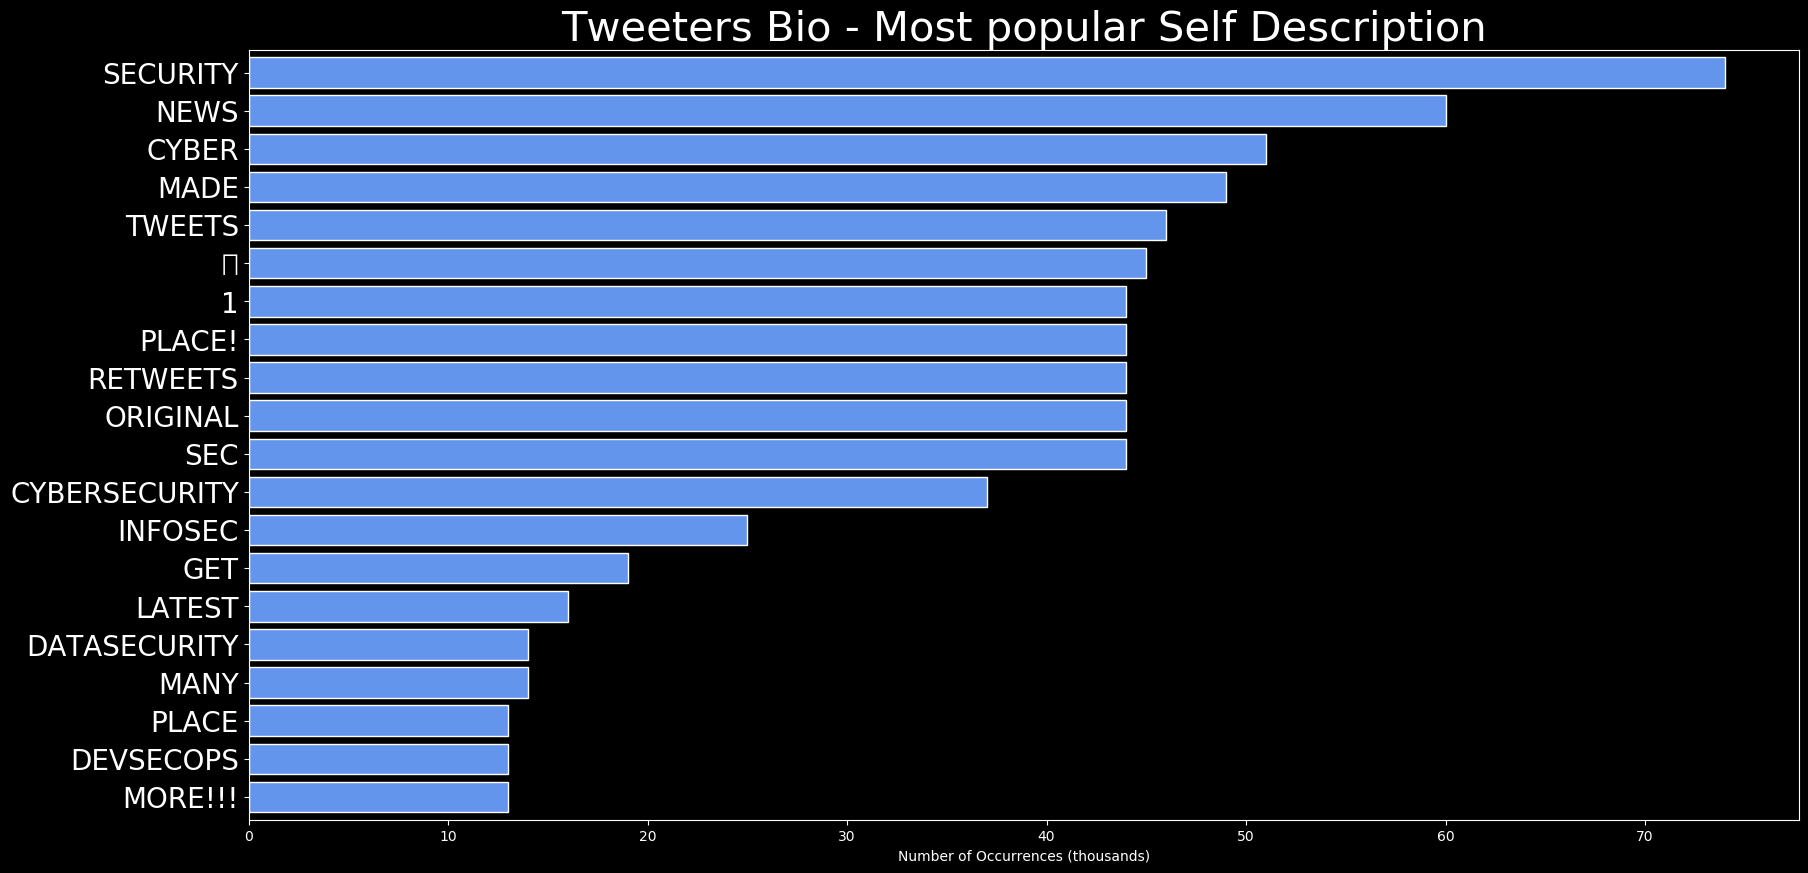 Tweeters Bio - Most popular Self Description
SECURITY
NEWS
CYBER
MADE
TWEETS
1
PLACE!
RETWEETS
ORIGINAL
SEC
CYBERSECURITY
INFOSEC
GET
LATEST
DATASECURITY
MANY
PLACE
DEVSECOPS
MORE!!!
0 10 20 30 40 50 60 70
Number of Occurrences (thousands)